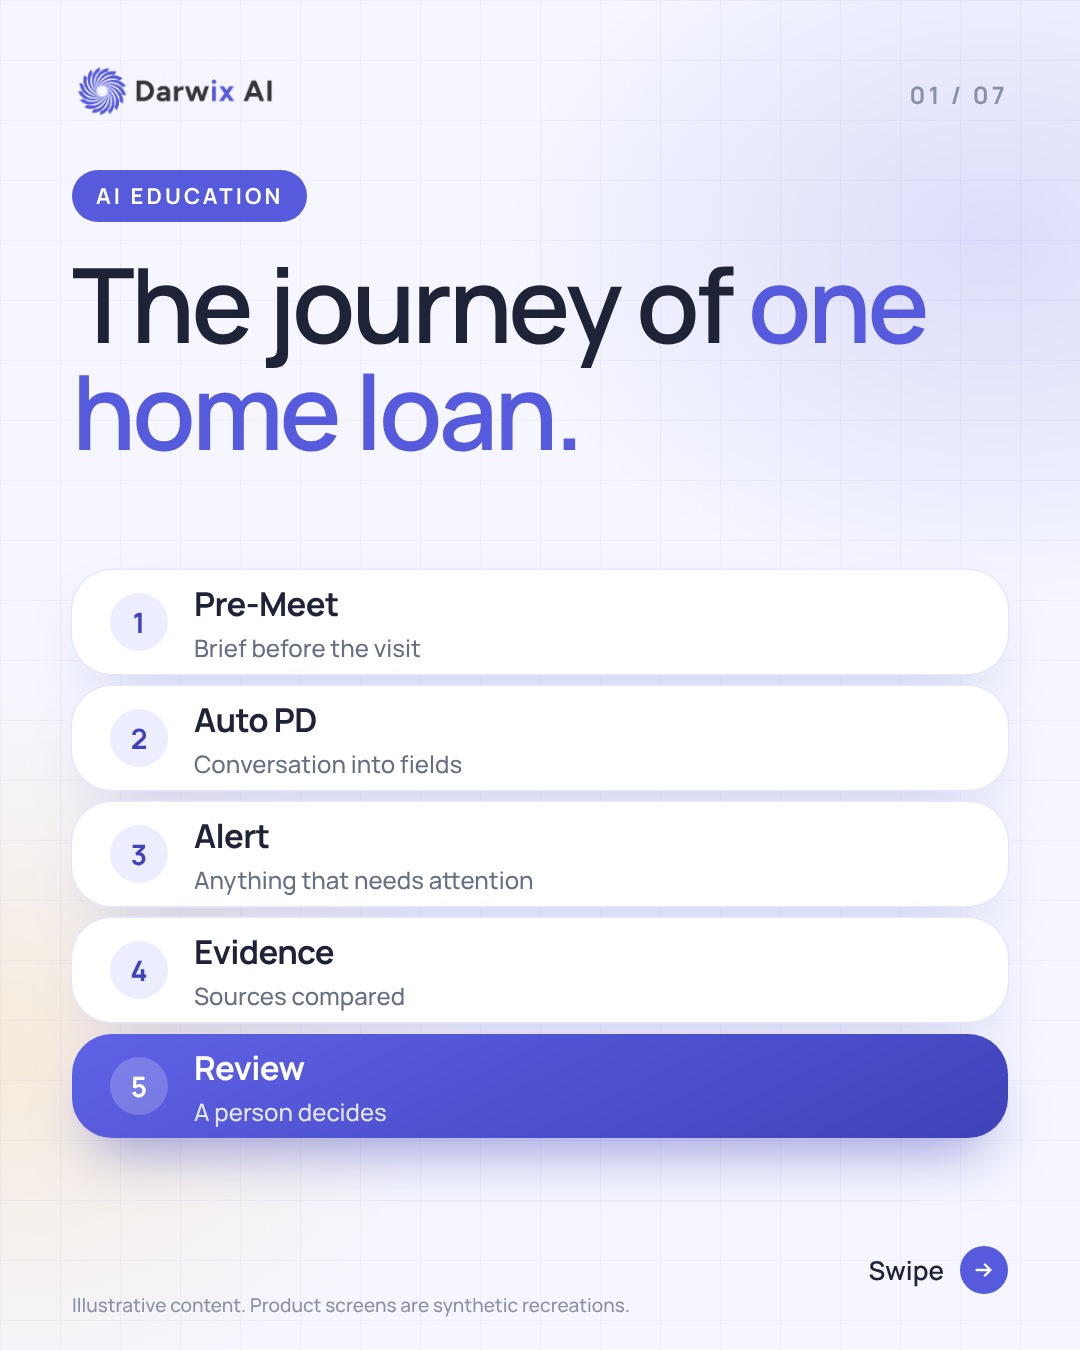 Darwix AI
01 / 07
AI EDUCATION
The journey of one
home loan.
1
Pre-Meet
Brief before the visit
2
Auto PD
Conversation into fields
3
Alert
Anything that needs attention
4
Evidence
Sources compared
5
Review
A person decides
Swipe
Illustrative content. Product screens are synthetic recreations.